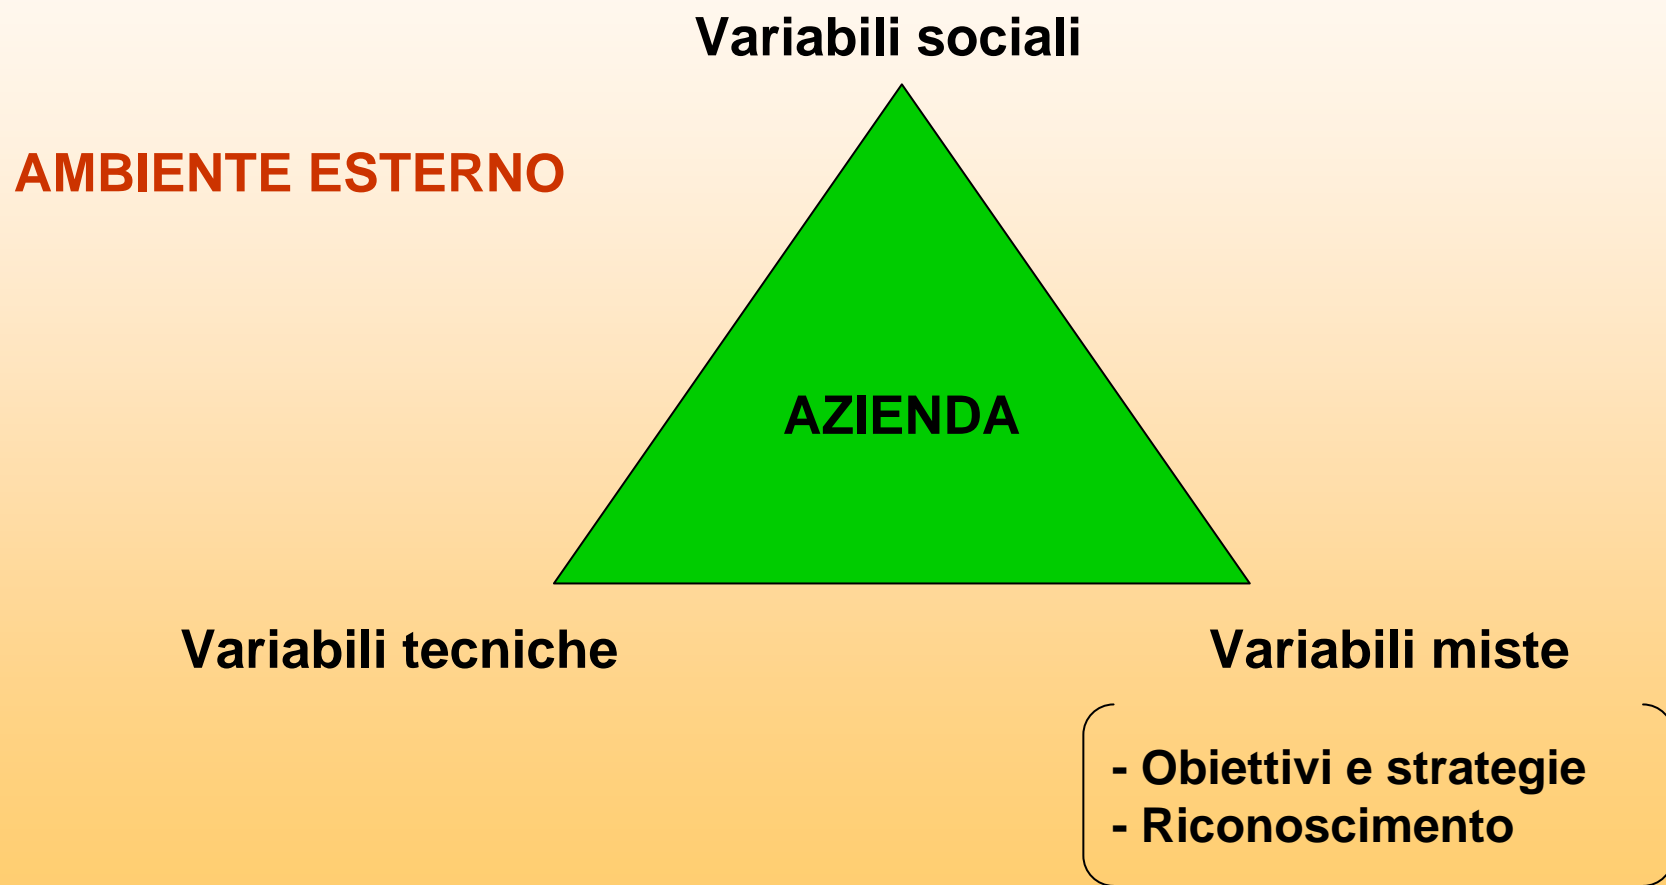 Variabili sociali
AMBIENTE ESTERNO
AZIENDA
Variabili tecniche
Variabili miste
- Obiettivi e strategie
- Riconoscimento